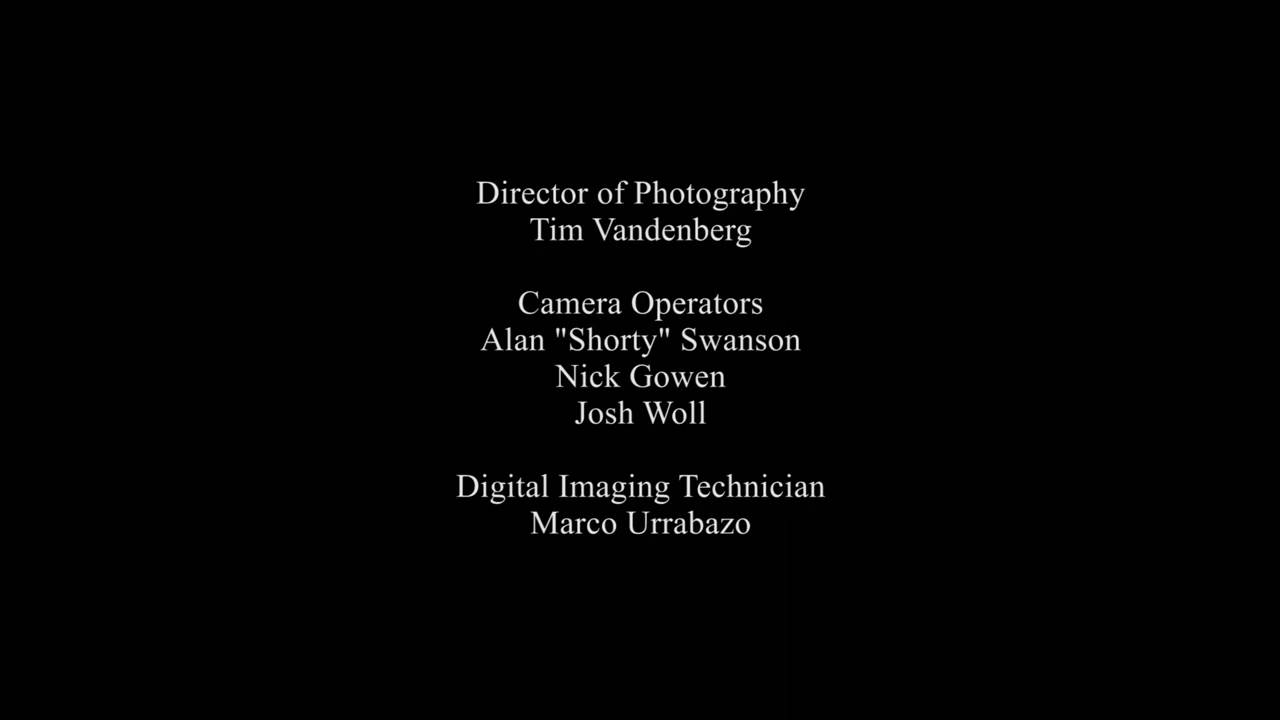 Director of Photography
Tim Vandenberg
Camera Operators
Alan "Shorty" Swanson
Nick Gowen
Josh Woll
Digital Imaging Technician
Marco Urrabazo